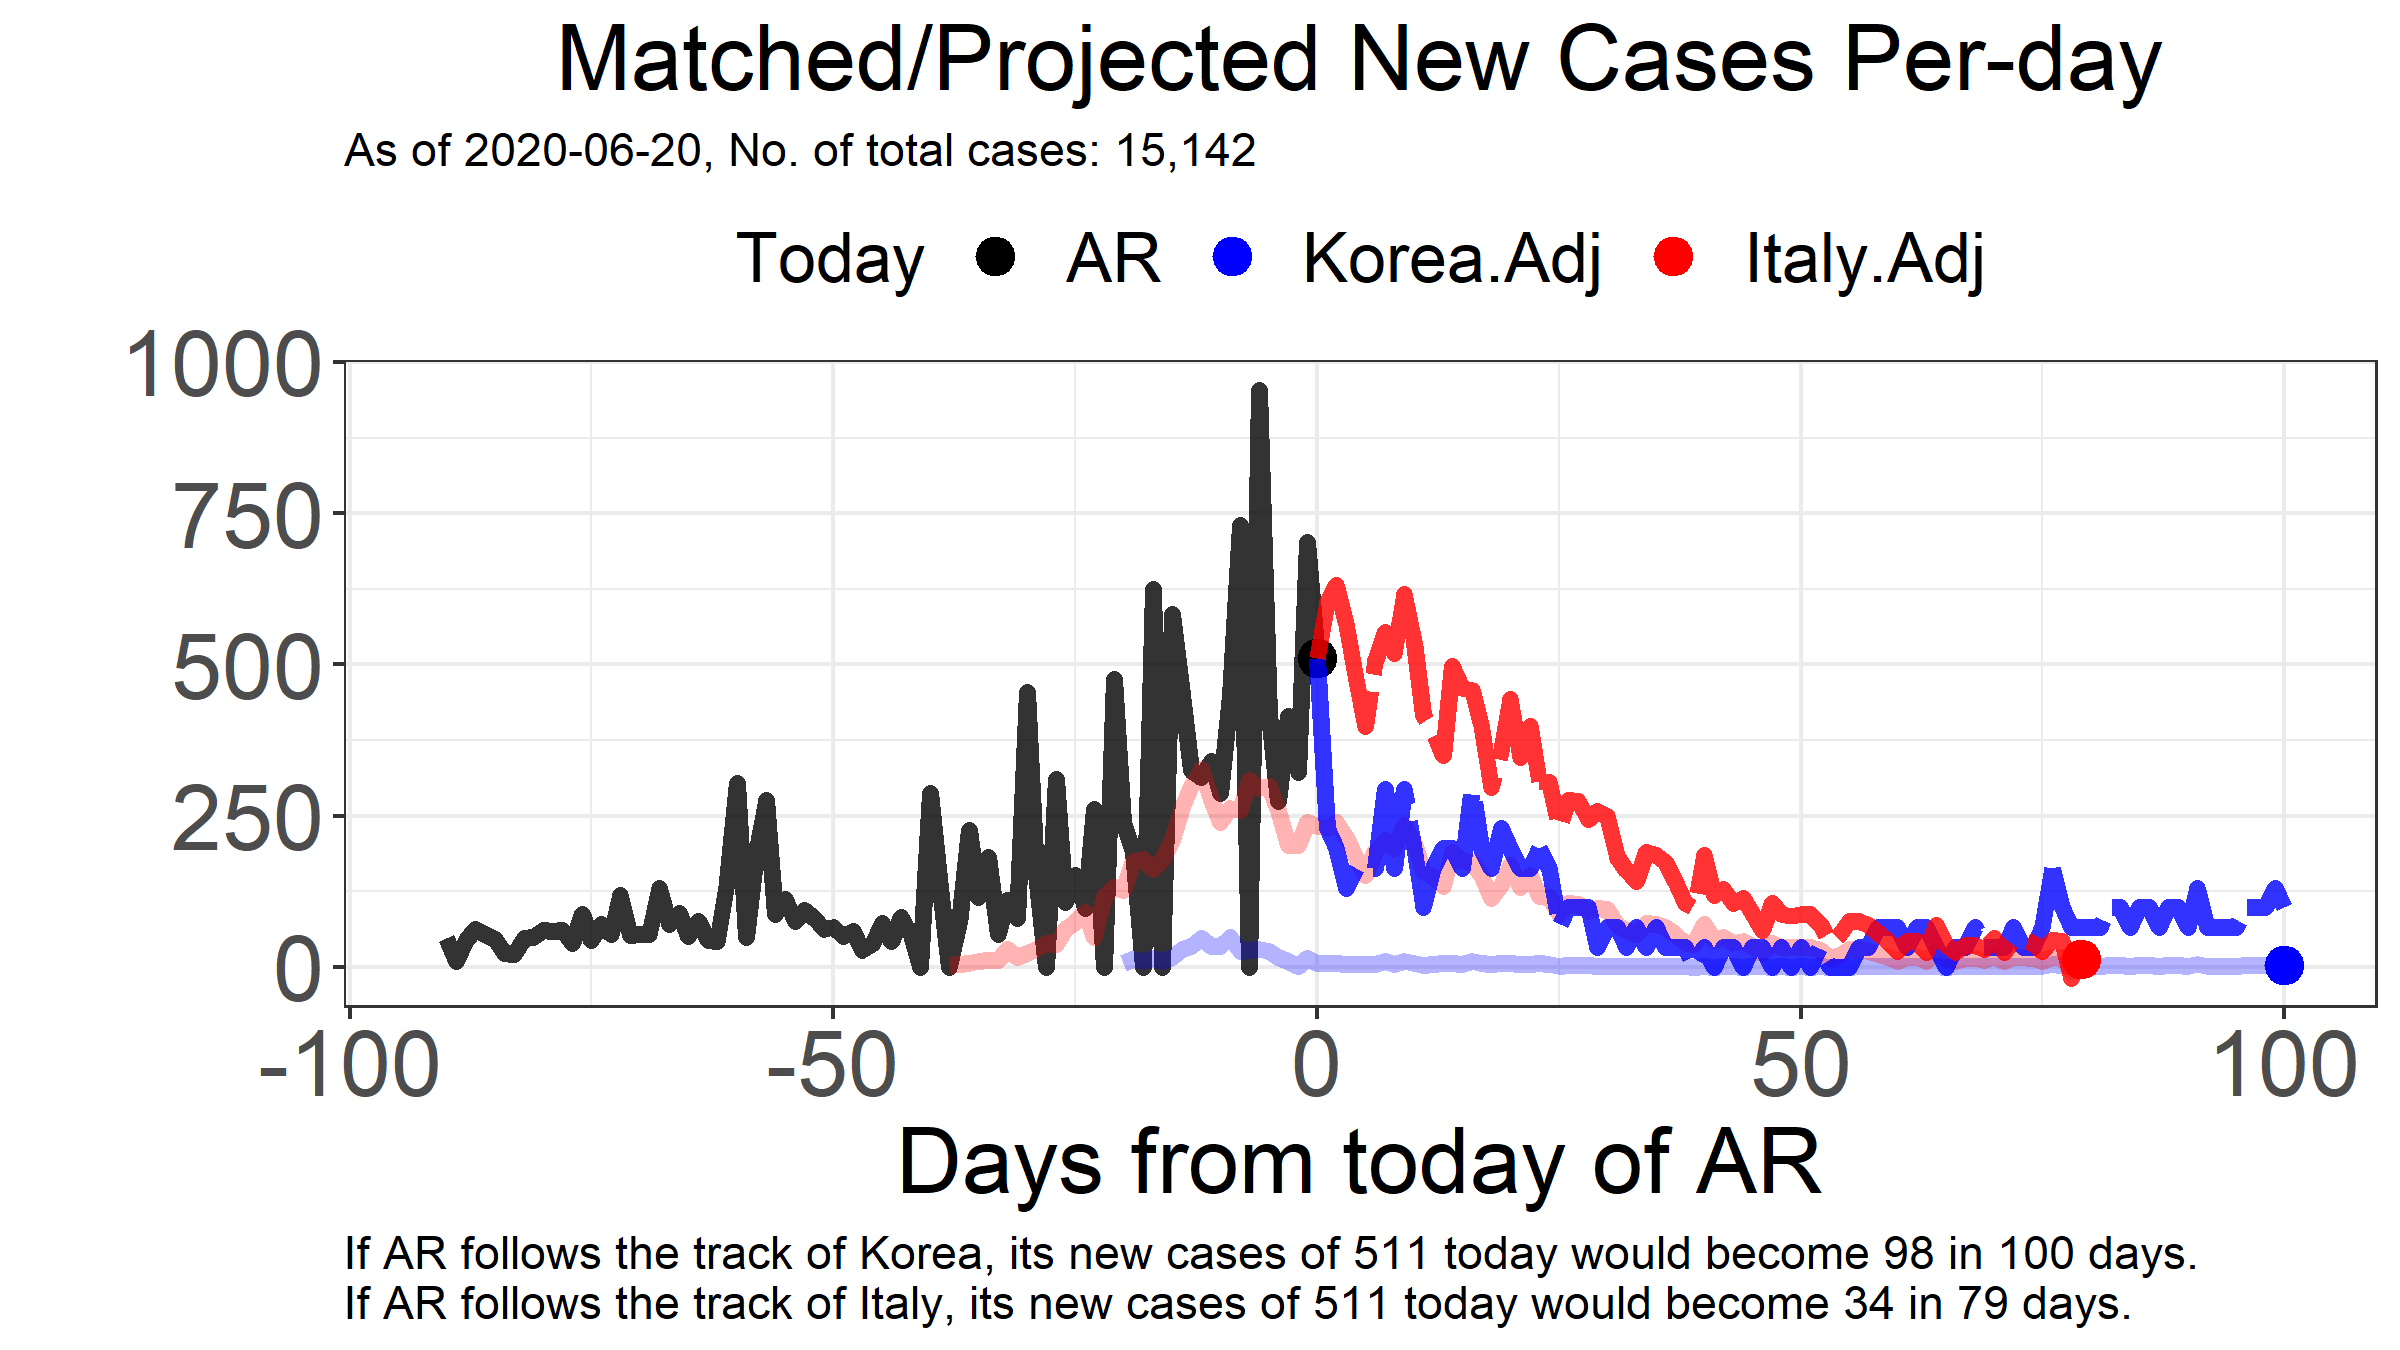 Matched/Projected New Cases Per-day
As of 2020-06-20, No. of total cases: 15,142
Today AR Korea.Adj Italy.Adj
1000
750
500
250
0
-100 -50 0 50 100
Days from today of AR
If AR follows the track of Korea, its new cases of 511 today would become 98 in 100 days.
If AR follows the track of Italy, its new cases of 511 today would become 34 in 79 days.